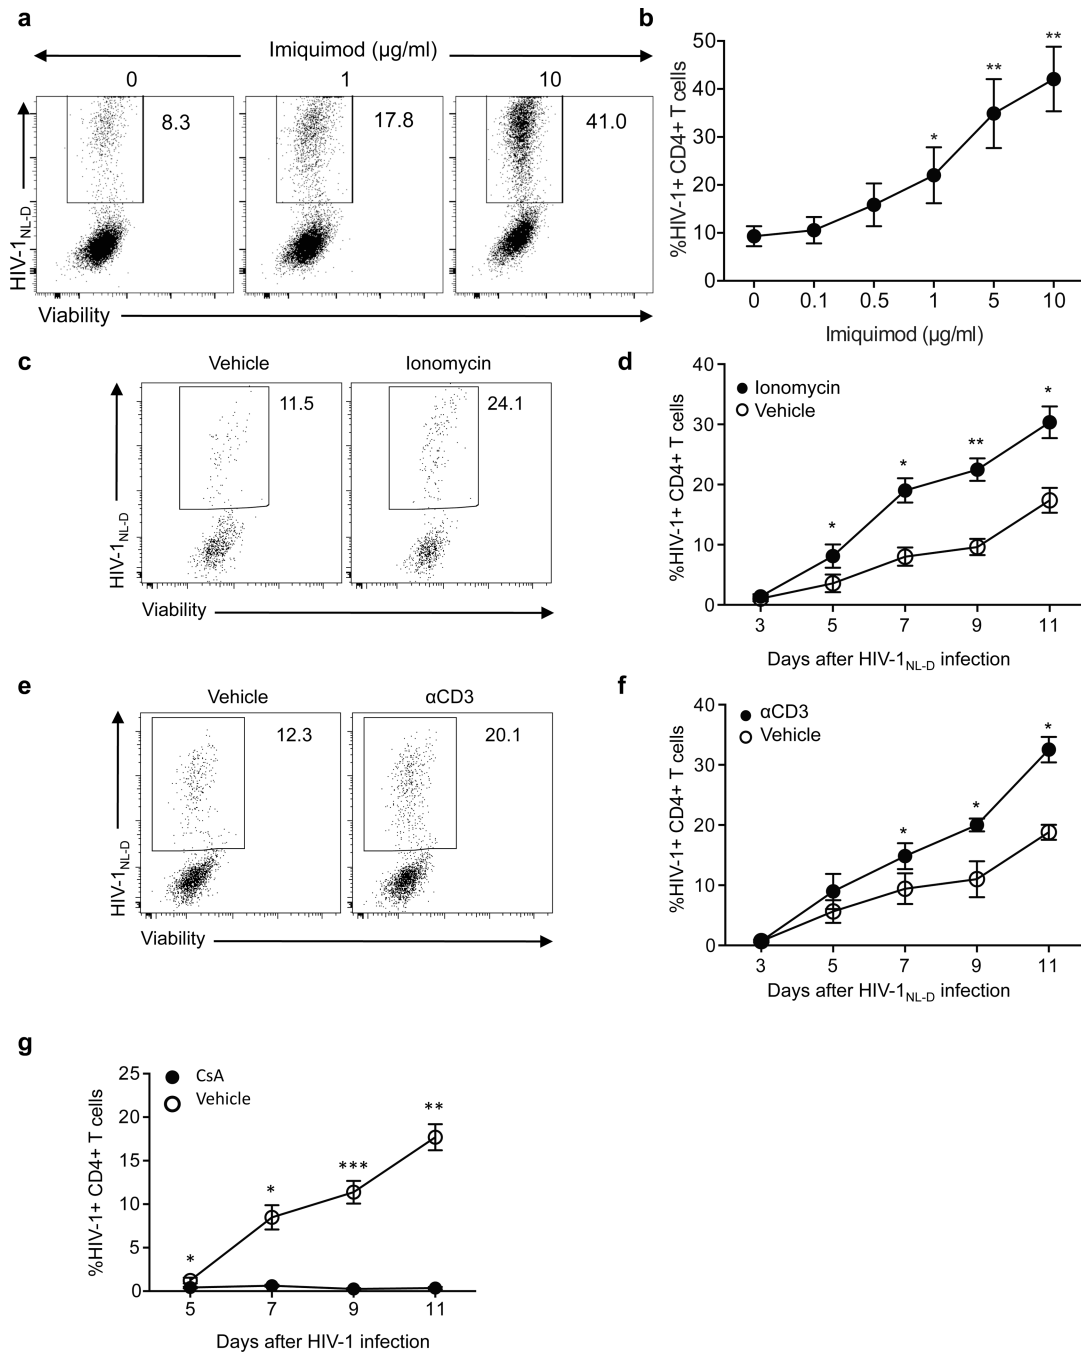 a
Imiquimod (µg/ml)
0 1 10
8.3
17.8
41.0
HIV-1NL-D
Viability
b
**
**
*
50
40
30
20
10
0
%HIV-1+ CD4+ T cells
0 0.1 0.5 1 5 10
Imiquimod (µg/ml)
c
Vehicle Ionomycin
11.5
24.1
HIV-1NL-D
Viability
d
Ionomycin
Vehicle
*
**
*
*
40
30
20
10
0
%HIV-1+ CD4+ T cells
3 5 7 9 11
Days after HIV-1NL-D infection
e
Vehicle αCD3
12.3
20.1
HIV-1NL-D
Viability
f
αCD3
Vehicle
*
*
*
40
30
20
10
0
%HIV-1+ CD4+ T cells
3 5 7 9 11
Days after HIV-1NL-D infection
g
CsA
Vehicle
**
***
*
*
25
20
15
10
5
0
%HIV-1+ CD4+ T cells
5 7 9 11
Days after HIV-1 infection